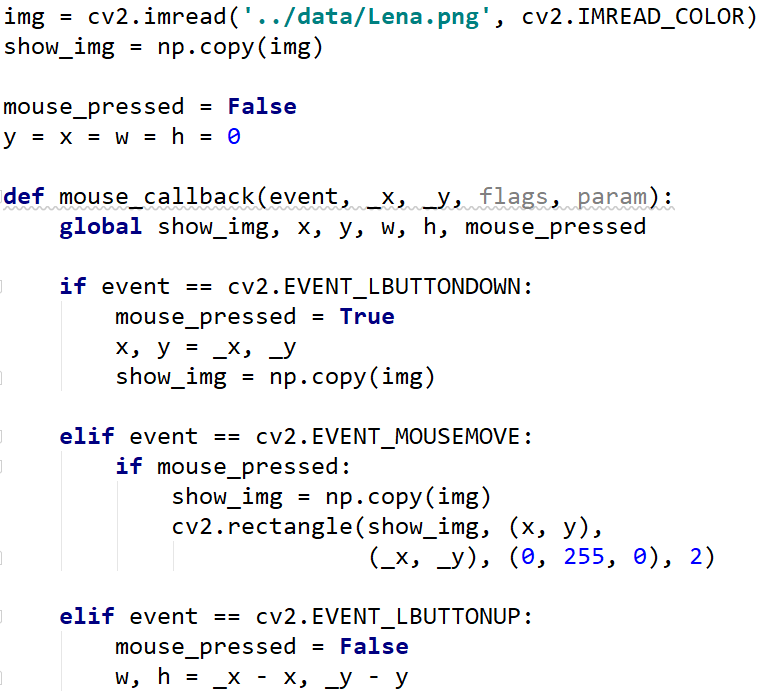 img = cv2.imread('../data/Lena.png', cv2.IMREAD_COLOR)
show_img = np.copy(img)

mouse_pressed = False
y = x = w = h = 0

def mouse_callback(event, _x, _y, flags, param):
    global show_img, x, y, w, h, mouse_pressed

    if event == cv2.EVENT_LBUTTONDOWN:
        mouse_pressed = True
        x, y = _x, _y
        show_img = np.copy(img)

    elif event == cv2.EVENT_MOUSEMOVE:
        if mouse_pressed:
            show_img = np.copy(img)
            cv2.rectangle(show_img, (x, y),
                          (_x, _y), (0, 255, 0), 2)

    elif event == cv2.EVENT_LBUTTONUP:
        mouse_pressed = False
        w, h = _x - x, _y - y